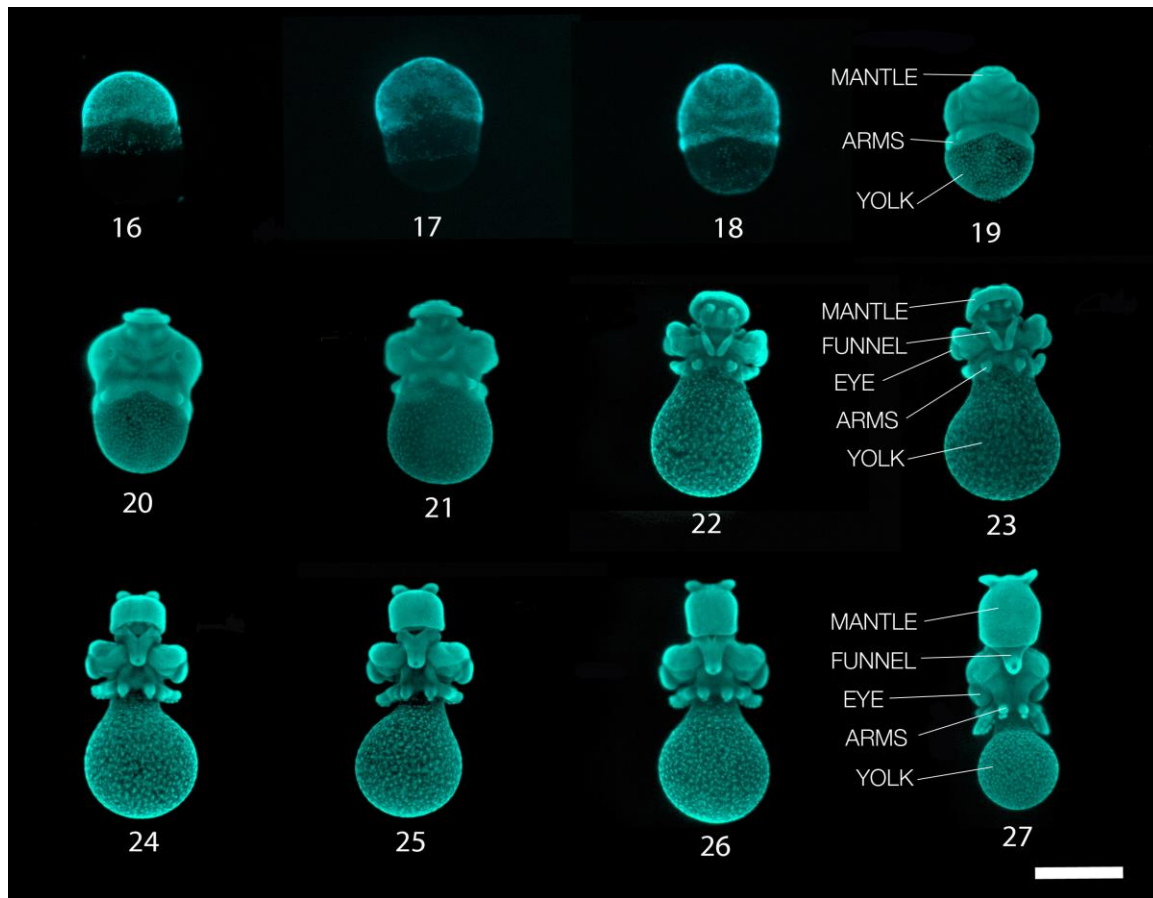 MANTLE
ARMS
YOLK
16
17
18
19
MANTLE
FUNNEL
EYE
ARMS
YOLK
20
21
22
23
MANTLE
FUNNEL
EYE
ARMS
YOLK
24
25
26
27